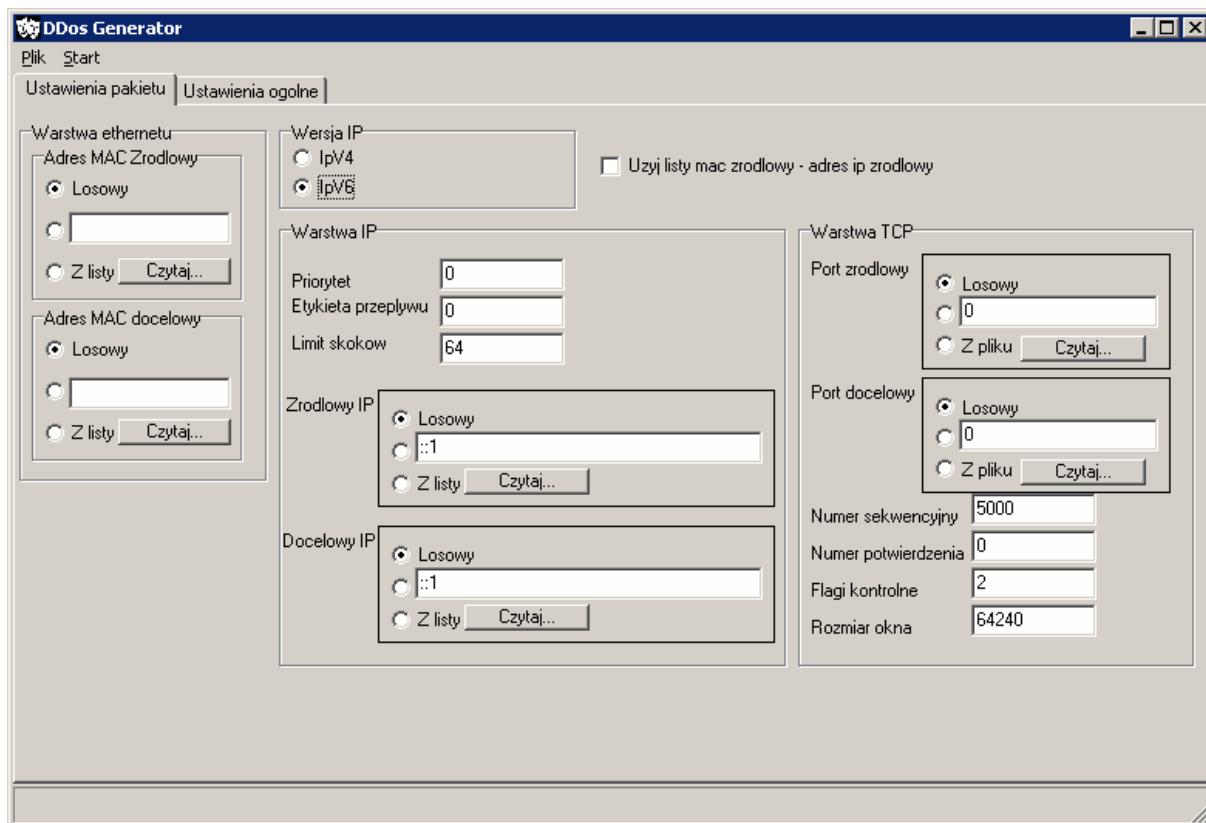 DDos Generator
Plik Start
Ustawienia pakietu
Ustawienia ogolne
Warstwa ethernetu
Adres MAC Zrodlowy
Losowy
Z listy
Czytaj...
Adres MAC docelowy
Losowy
Z listy
Czytaj...
Wersja IP
IpV4
IpV6
Uzyj listy mac zrodlowy - adres ip zrodlowy
Warstwa IP
Priorytet
0
Etykieta przeplywu
0
Limit skokow
64
Zrodlowy IP
Losowy
::1
Z listy
Czytaj...
Docelowy IP
Losowy
::1
Z listy
Czytaj...
Warstwa TCP
Port zrodlowy
Losowy
0
Z pliku
Czytaj...
Port docelowy
Losowy
0
Z pliku
Czytaj...
Numer sekwencyjny
5000
Numer potwierdzenia
0
Flagi kontrolne
2
Rozmiar okna
64240